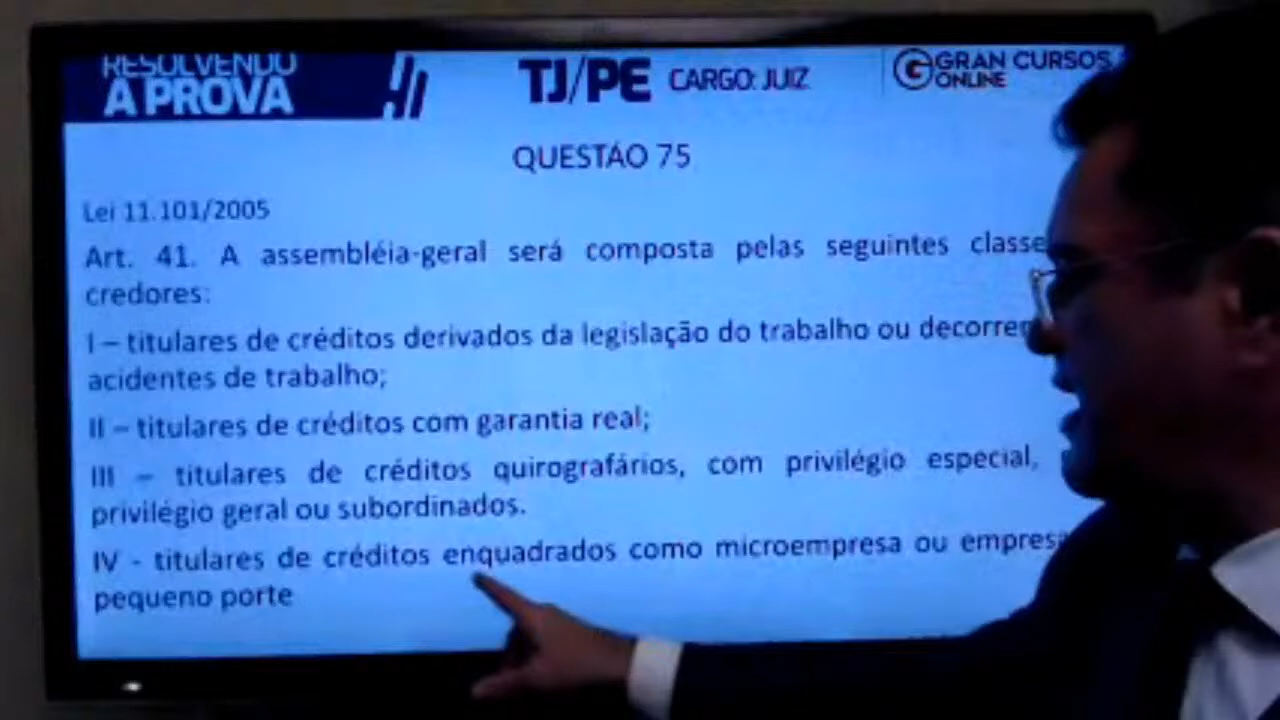 RESOLVENDO
A PROVA
TJ/PE CARGO: JUIZ
GRAN CURSOS
ONLINE
QUESTÃO 75
Lei 11.101/2005
Art. 41. A assembléia-geral será composta pelas seguintes classe
credores:
I – titulares de créditos derivados da legislação do trabalho ou decorren
acidentes de trabalho;
II – titulares de créditos com garantia real;
III – titulares de créditos quirografários, com privilégio especial,
privilégio geral ou subordinados.
IV - titulares de créditos enquadrados como microempresa ou empresa
pequeno porte